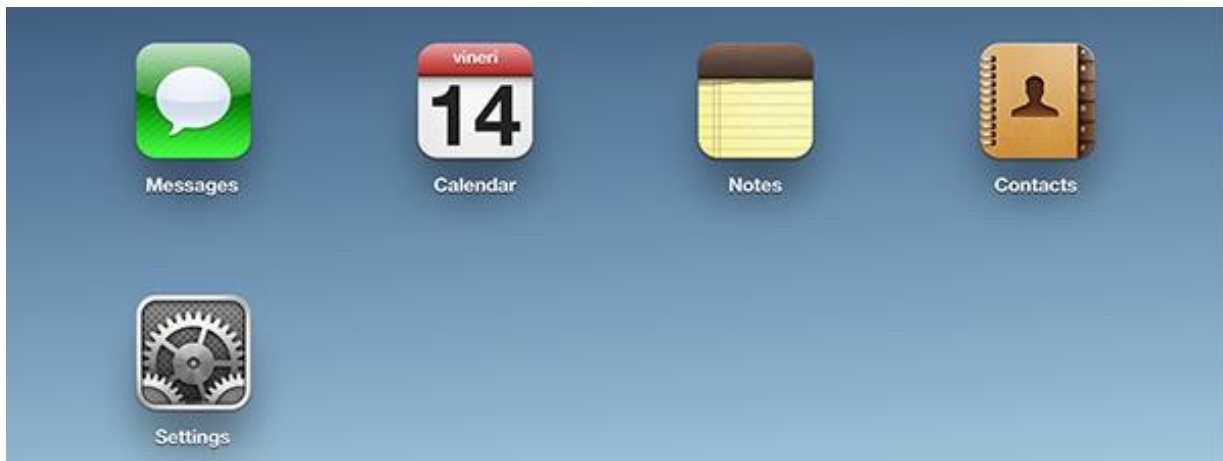 vineri
14
Messages
Calendar
Notes
Contacts
Settings